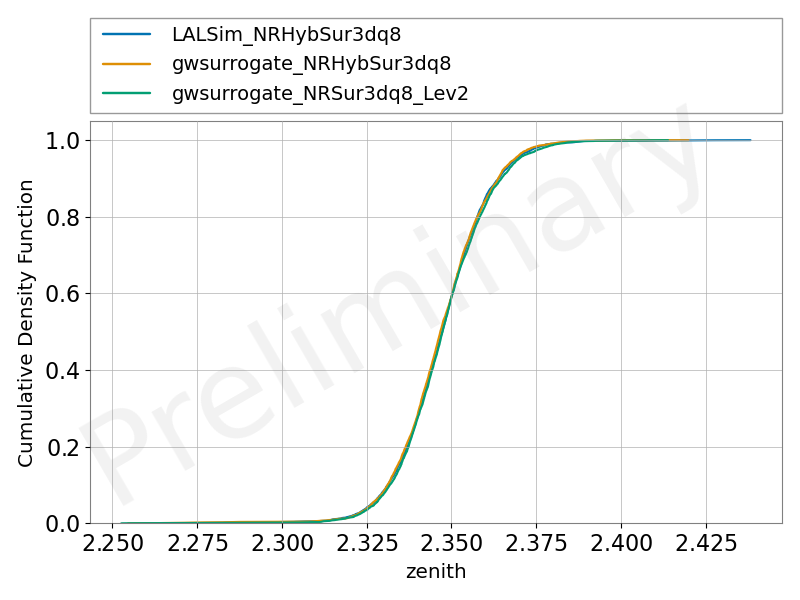 LALSim_NRHybSur3dq8
gwsurrogate_NRHybSur3dq8
gwsurrogate_NRSur3dq8_Lev2
1.0
0.8
0.6
0.4
0.2
0.0
Cumulative Density Function
Preliminary
2.250 2.275 2.300 2.325 2.350 2.375 2.400 2.425
zenith